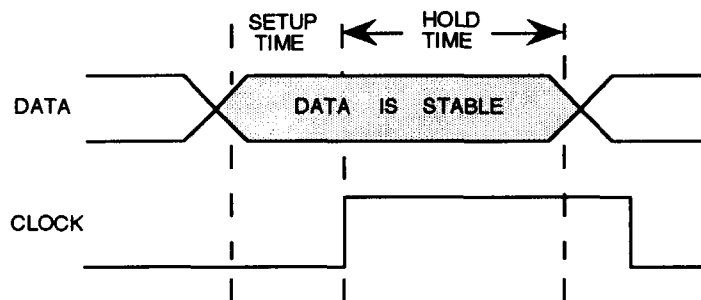 SETUP
TIME
HOLD
TIME
DATA
DATA IS STABLE
CLOCK